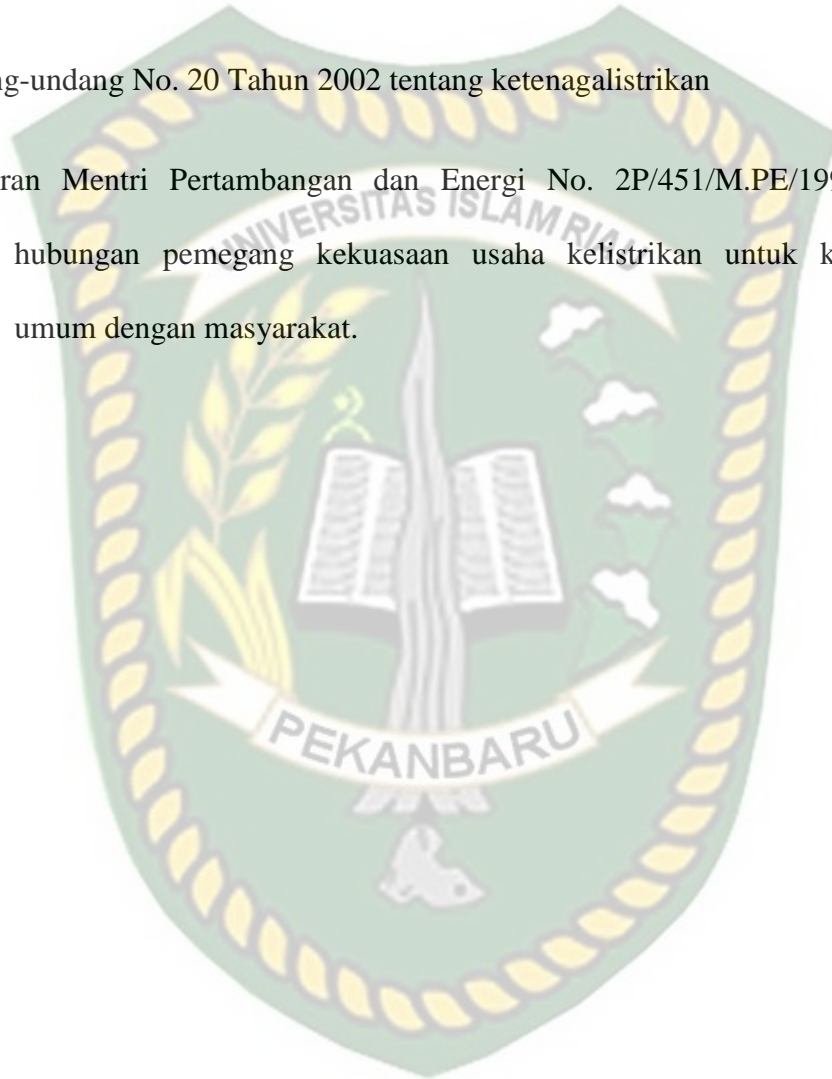 ng-undang No. 20 Tahun 2002 tentang ketenagalistrikan
ran Mentri Pertambangan dan Energi No. 2P/451/M.PE/199
UNIVERSITAS ISLAM RIAU
hubungan pemegang kekuasaan usaha kelistrikan untuk k
umum dengan masyarakat.
PEKANBARU